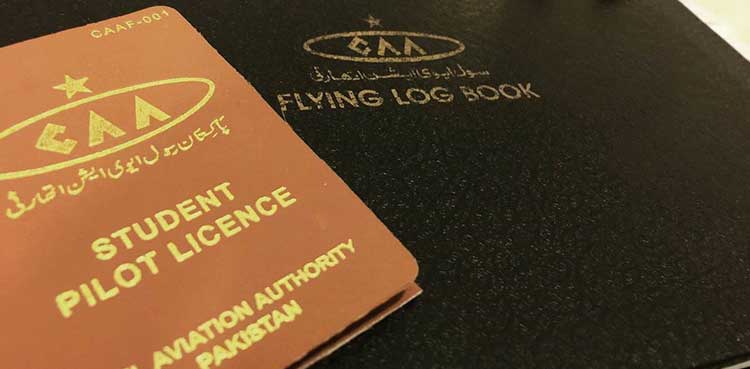 CAAF-001
CAA
پاکستان سول ایوی ایشن اتھارٹی
STUDENT
PILOT LICENCE
AVIATION AUTHORITY
PAKISTAN
CAA
سول ایوی ایشن اتھارٹی
FLYING LOG BOOK